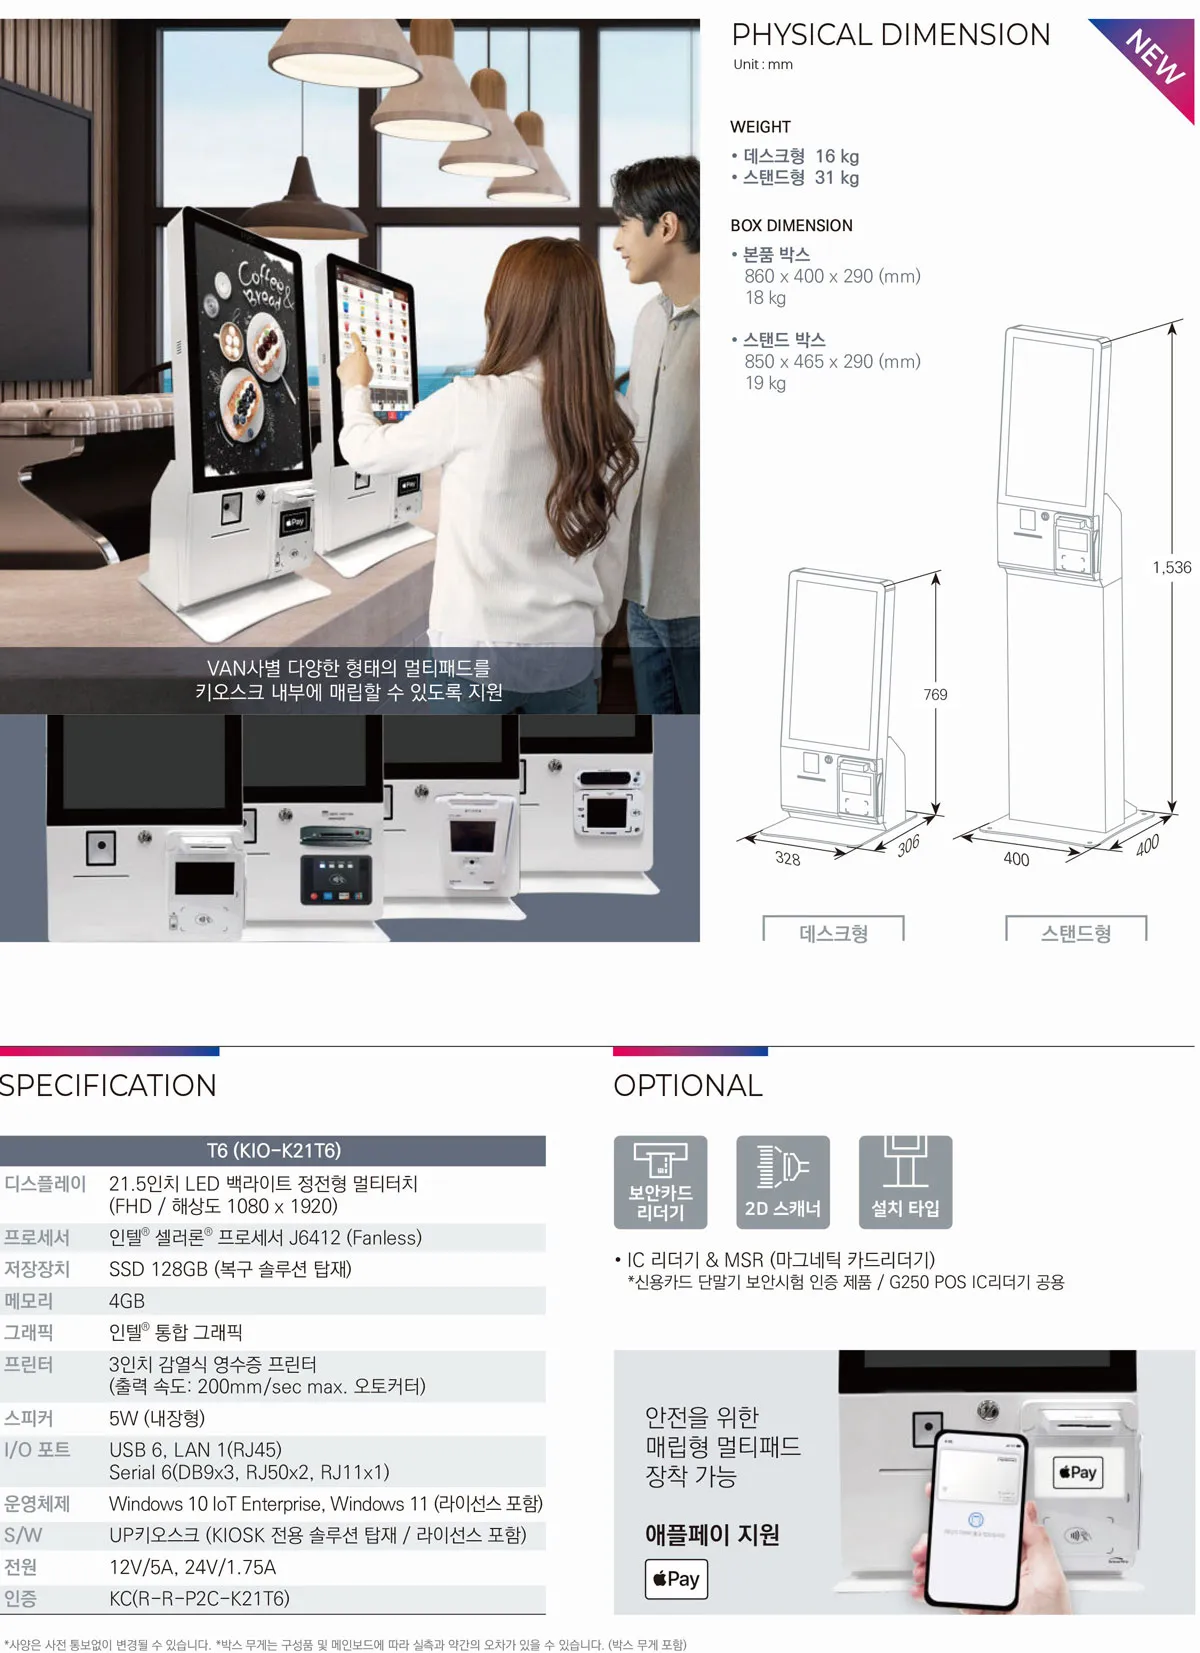 Coffee &
Bread
Pay
Pay
VAN사별 다양한 형태의 멀티패드를
키오스크 내부에 매립할 수 있도록 지원
PHYSICAL DIMENSION
Unit : mm
NEW
WEIGHT
• 데스크형 16 kg
• 스탠드형 31 kg
BOX DIMENSION
• 본품 박스
860 x 400 x 290 (mm)
18 kg
• 스탠드 박스
850 x 465 x 290 (mm)
19 kg
769
328
306
데스크형
1,536
400
400
스탠드형
SPECIFICATION
T6 (KIO-K21T6)
디스플레이 21.5인치 LED 백라이트 정전형 멀티터치
(FHD / 해상도 1080 x 1920)
프로세서 인텔® 셀러론® 프로세서 J6412 (Fanless)
저장장치 SSD 128GB (복구 솔루션 탑재)
메모리 4GB
그래픽 인텔® 통합 그래픽
프린터 3인치 감열식 영수증 프린터
(출력 속도: 200mm/sec max. 오토커터)
스피커 5W (내장형)
I/O 포트 USB 6, LAN 1(RJ45)
Serial 6(DB9x3, RJ50x2, RJ11x1)
운영체제 Windows 10 IoT Enterprise, Windows 11 (라이선스 포함)
S/W UP키오스크 (KIOSK 전용 솔루션 탑재 / 라이선스 포함)
전원 12V/5A, 24V/1.75A
인증 KC(R-R-P2C-K21T6)
OPTIONAL
보안카드
리더기
2D 스캐너
설치 타입
• IC 리더기 & MSR (마그네틱 카드리더기)
*신용카드 단말기 보안시험 인증 제품 / G250 POS IC리더기 공용
안전을 위한
매립형 멀티패드
장착 가능
애플페이 지원
Pay
Pay
*사양은 사전 통보없이 변경될 수 있습니다. *박스 무게는 구성품 및 메인보드에 따라 실측과 약간의 오차가 있을 수 있습니다. (박스 무게 포함)